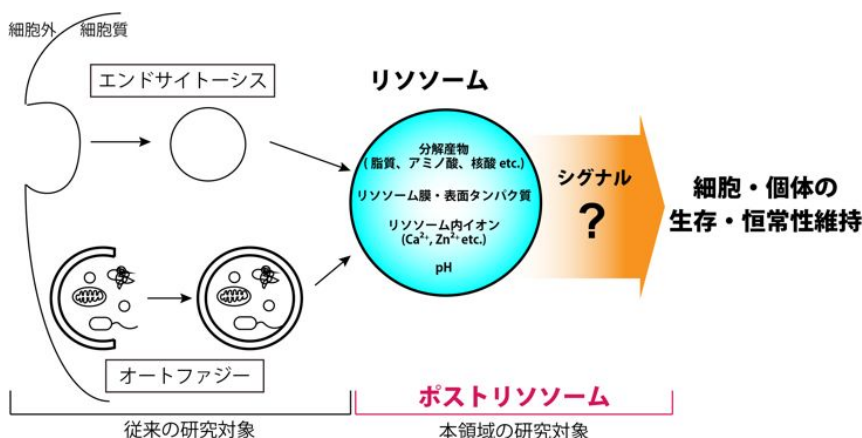 細胞外 細胞質
エンドサイトーシス
オートファジー
リソソーム
分解産物
(脂質、アミノ酸、核酸 etc.)
リソソーム膜・表面タンパク質
リソソーム内イオン
(Ca²⁺, Zn²⁺ etc.)
pH
シグナル
?
細胞・個体の
生存・恒常性維持
従来の研究対象
ポストリソソーム
本領域の研究対象